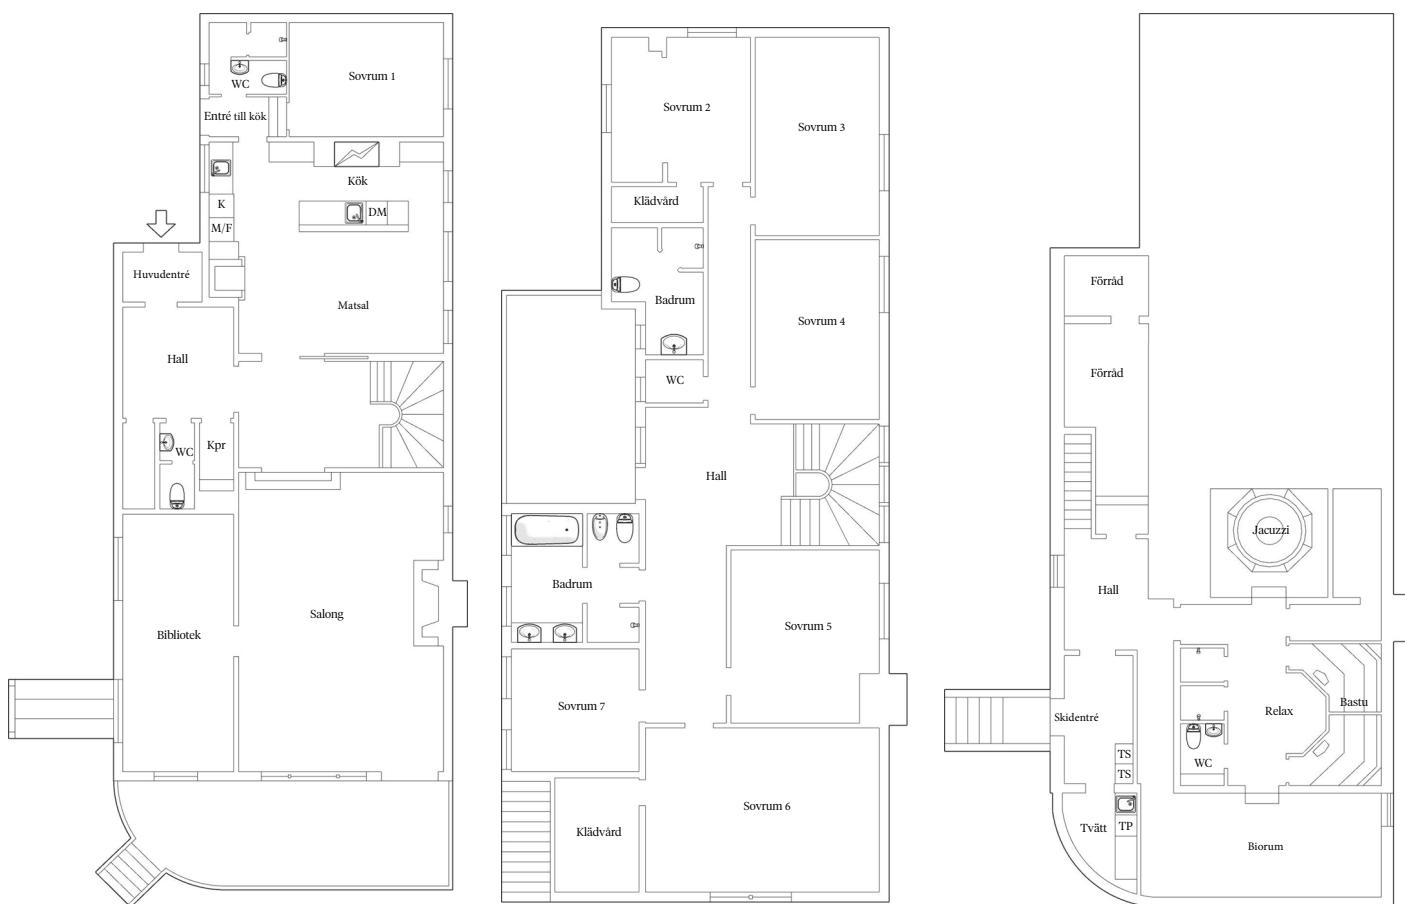 Sovrum 1
WC
Entré till kök
Kök
K
DM
M/F
Huvudentré
Matsal
Hall
WC
Kpr
Salong
Bibliotek
Sovrum 2
Sovrum 3
Klädvård
Badrum
Sovrum 4
WC
Hall
Badrum
Sovrum 5
Sovrum 7
Sovrum 6
Klädvård
Förråd
Förråd
Jacuzzi
Hall
Bastu
Relax
Skidentré
TS
WC
TS
Tvätt
TP
Biorum